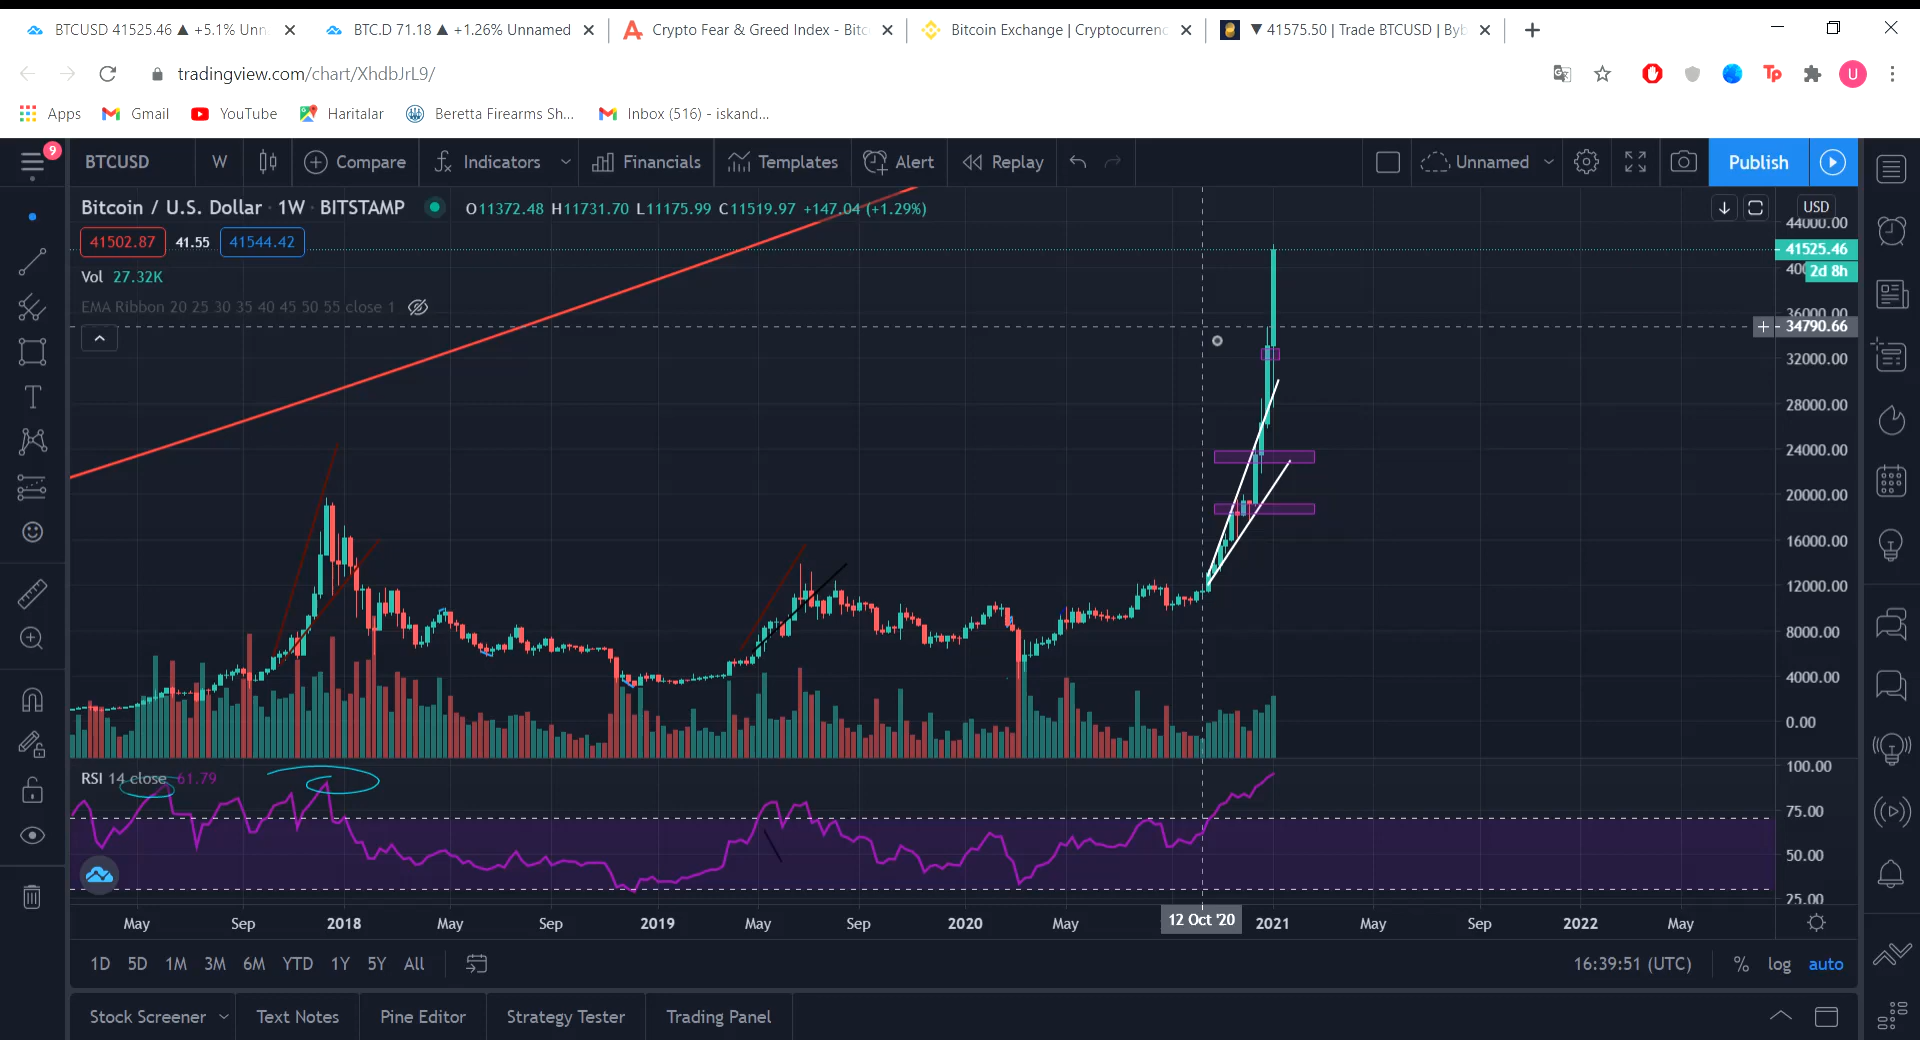 BTCUSD 41525.46 ▲ +5.1% Unn
BTC.D 71.18 ▲ +1.26% Unnamed
Crypto Fear & Greed Index - Bitc
Bitcoin Exchange | Cryptocurrenc
▼ 41575.50 | Trade BTCUSD | Byb
tradingview.com/chart/XhdbJrL9/
U
Apps Gmail YouTube Haritalar Beretta Firearms Sh... Inbox (516) - iskand...
9
BTCUSD W Compare Indicators Financials Templates Alert Replay Unnamed Publish
Bitcoin / U.S. Dollar · 1W · BITSTAMP O11372.48 H11731.70 L11175.99 C11519.97 +147.04 (+1.29%)
USD
44000.00
41502.87 41.55 41544.42
41525.46
2d 8h
Vol 27.32K
EMA Ribbon 20 25 30 35 40 45 50 55 close 1
36000.00
34790.66
32000.00
28000.00
24000.00
20000.00
16000.00
12000.00
8000.00
4000.00
0.00
RSI 14 close 61.79
100.00
75.00
50.00
25.00
May Sep 2018 May Sep 2019 May Sep 2020 May 12 Oct '20 2021 May Sep 2022 May
1D 5D 1M 3M 6M YTD 1Y 5Y All 16:39:51 (UTC) % log auto
Stock Screener Text Notes Pine Editor Strategy Tester Trading Panel